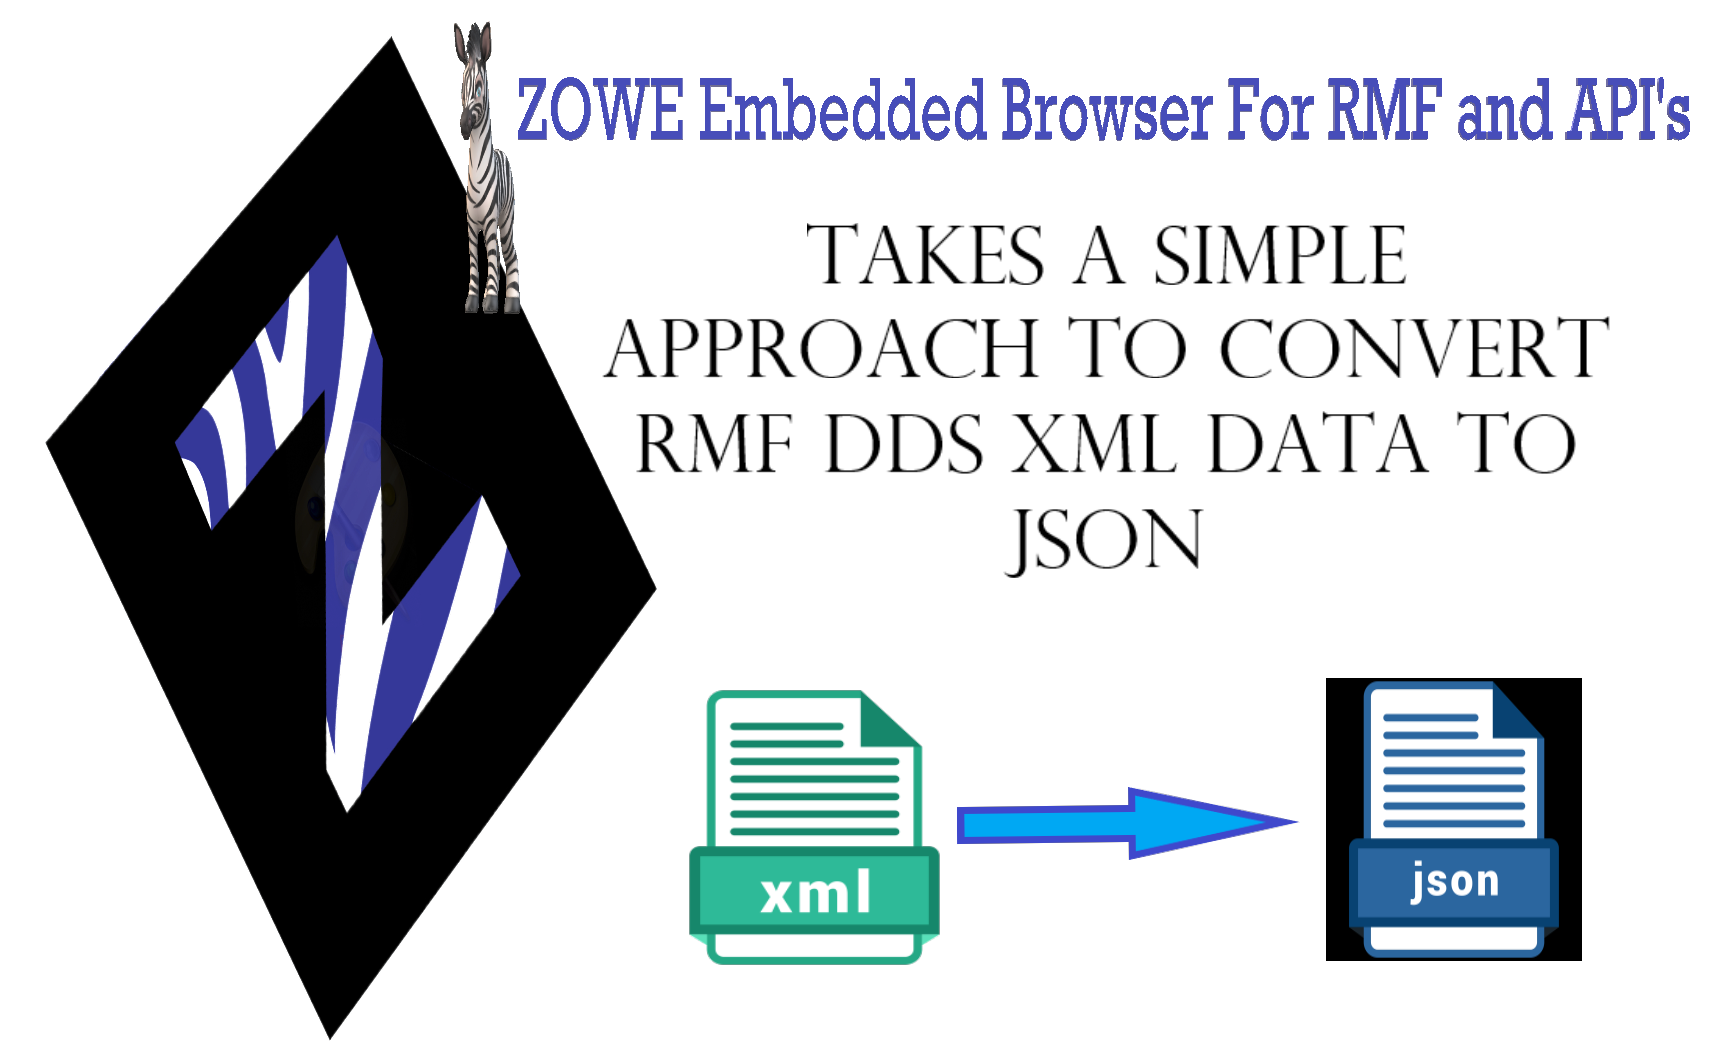 ZOWE Embedded Browser For RMF and API's
TAKES A SIMPLE
APPROACH TO CONVERT
RMF DDS XML DATA TO
JSON
xml
json